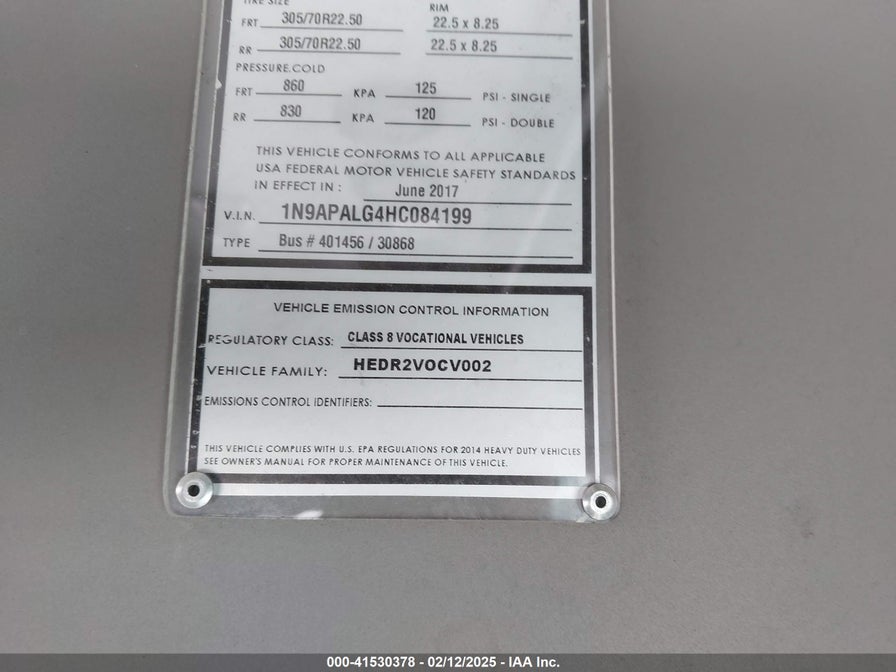 TIRE SIZE RIM
FRT 305/70R22.50 22.5 x 8.25
RR 305/70R22.50 22.5 x 8.25
PRESSURE.COLD
FRT 860 KPA 125 PSI - SINGLE
RR 830 KPA 120 PSI - DOUBLE
THIS VEHICLE CONFORMS TO ALL APPLICABLE
USA FEDERAL MOTOR VEHICLE SAFETY STANDARDS
IN EFFECT IN : June 2017
V.I.N. 1N9APALG4HC084199
TYPE Bus # 401456 / 30868
VEHICLE EMISSION CONTROL INFORMATION
REGULATORY CLASS: CLASS 8 VOCATIONAL VEHICLES
VEHICLE FAMILY: HEDR2VOCV002
EMISSIONS CONTROL IDENTIFIERS:
THIS VEHICLE COMPLIES WITH U.S. EPA REGULATIONS FOR 2014 HEAVY DUTY VEHICLES
SEE OWNER'S MANUAL FOR PROPER MAINTENANCE OF THIS VEHICLE.
000-41530378 - 02/12/2025 - IAA Inc.